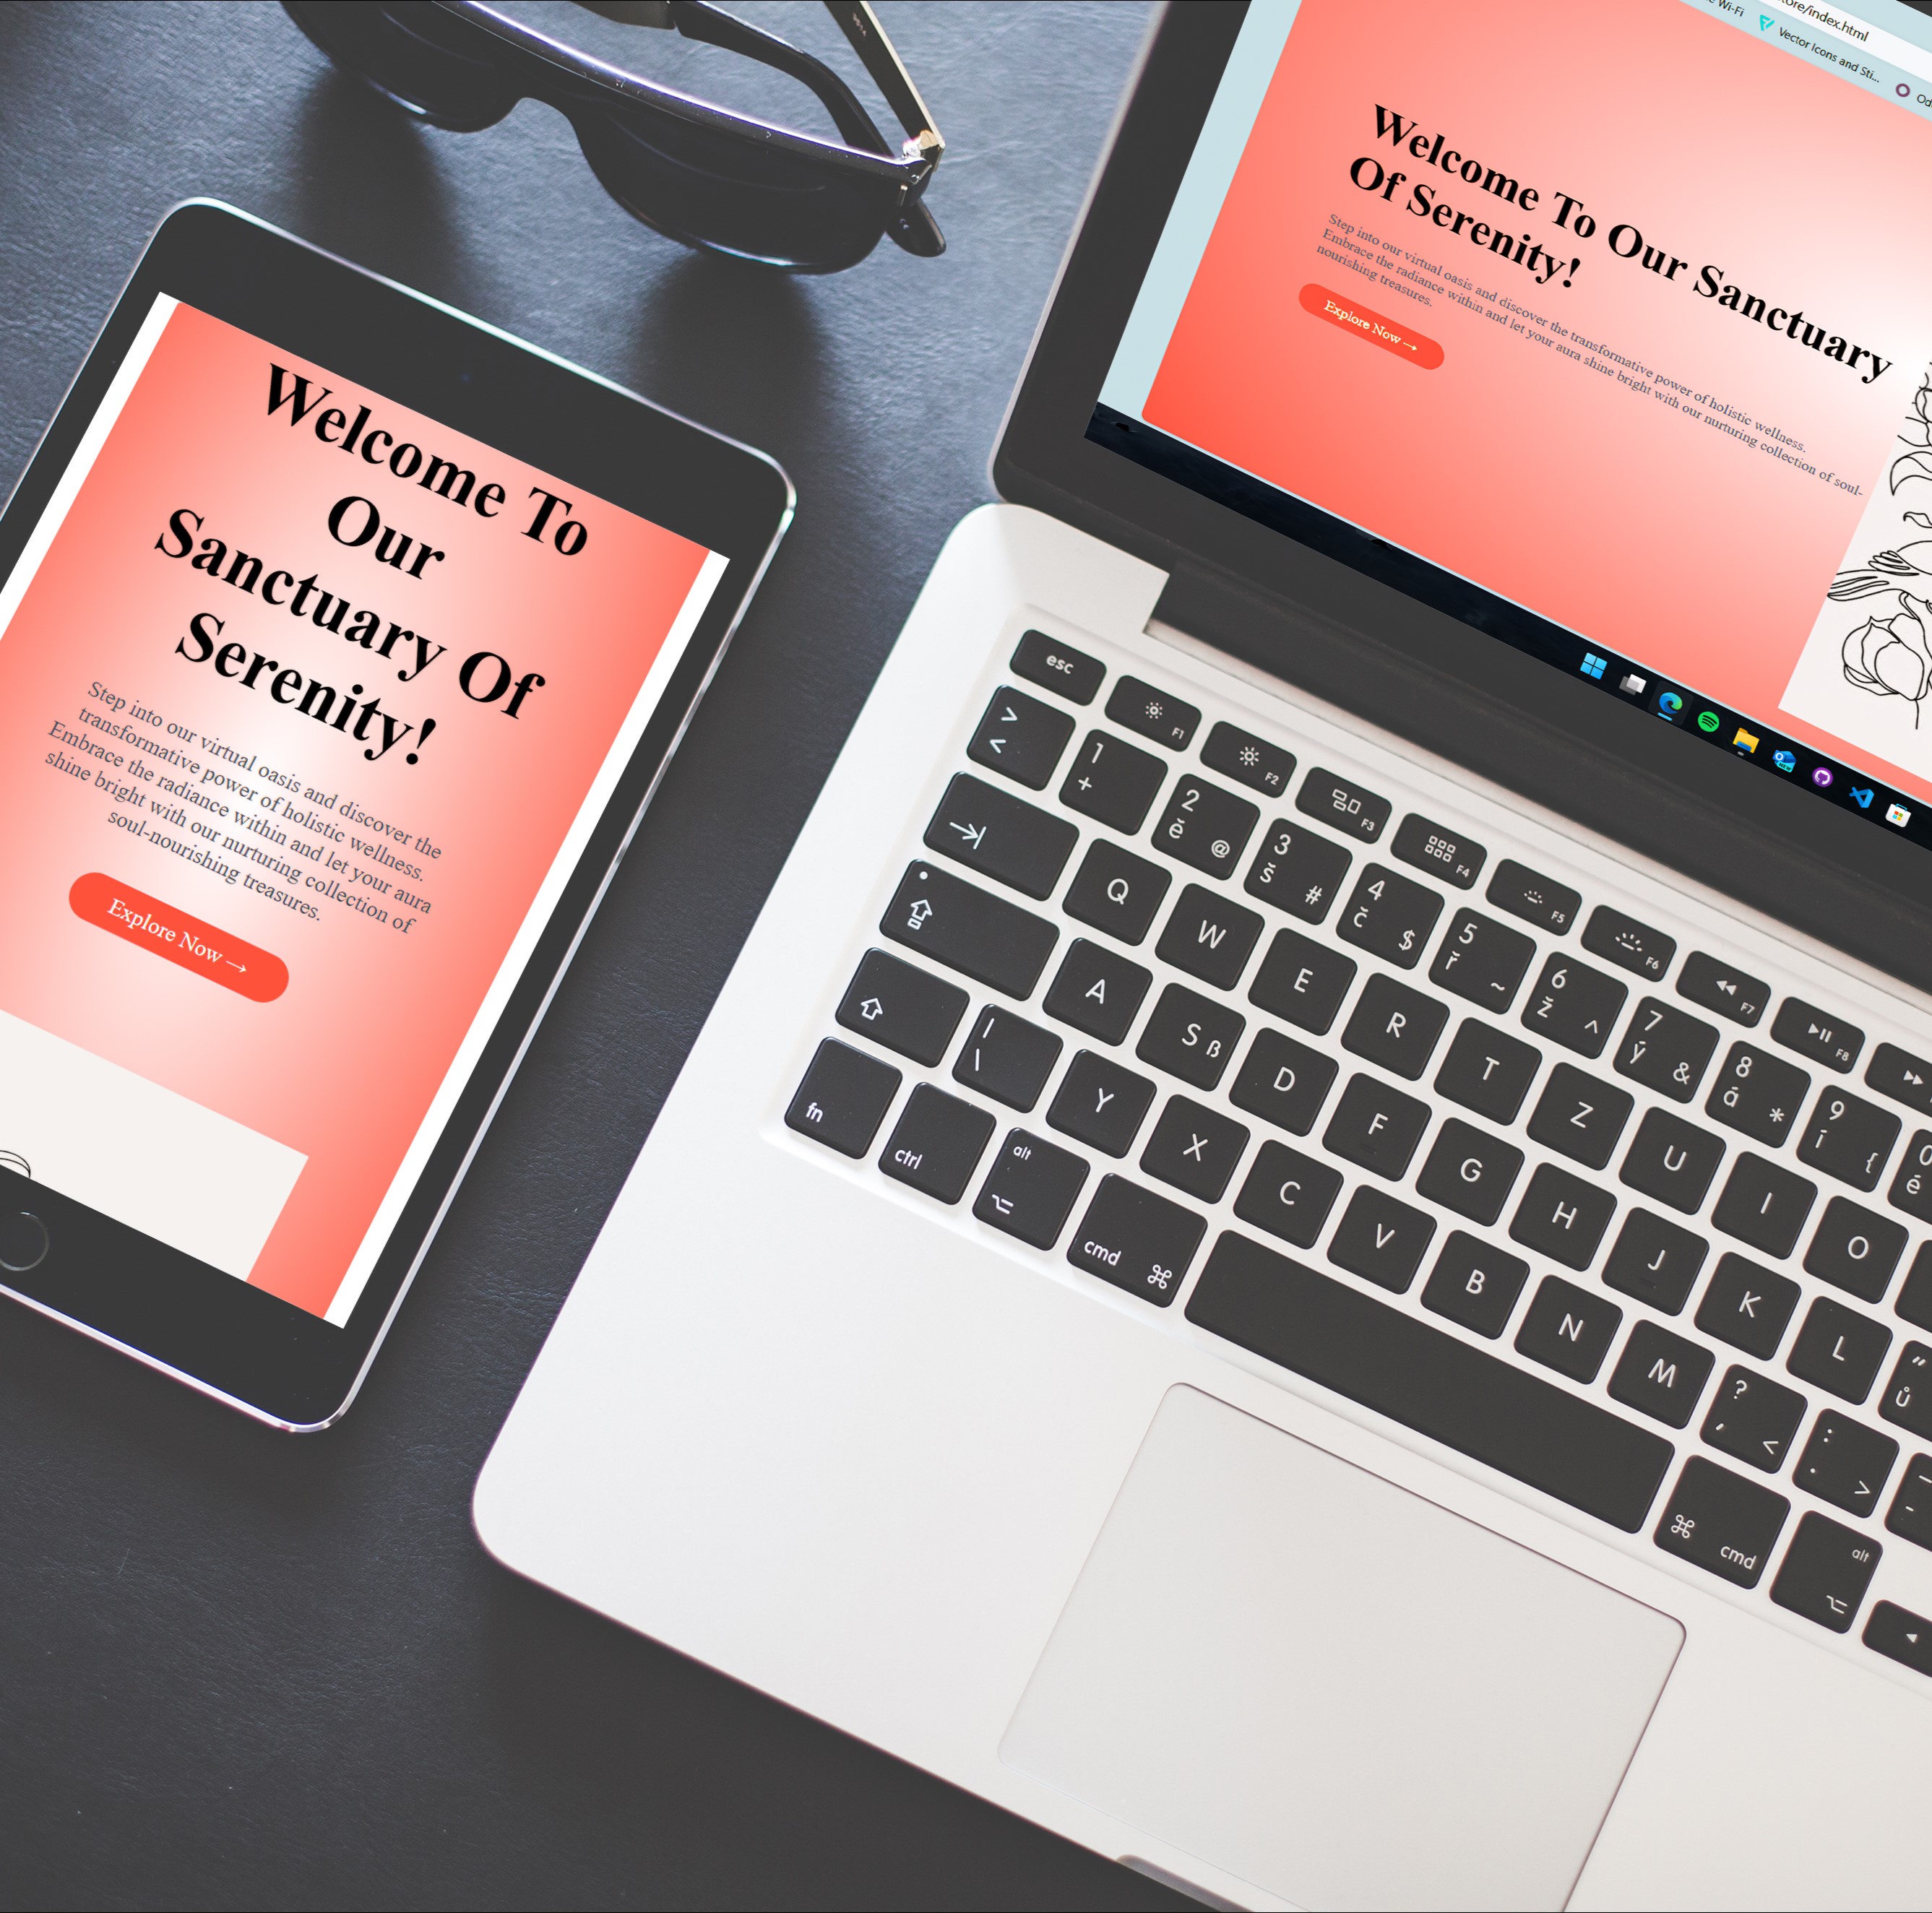 Welcome To
Our
Sanctuary Of
Serenity!
Step into our virtual oasis and discover the
transformative power of holistic wellness.
Embrace the radiance within and let your aura
shine bright with our nurturing collection of
soul-nourishing treasures.
Explore Now →
ore/index.html
Wi-Fi
Vector Icons and Sti...
Welcome To Our Sanctuary
Of Serenity!
Step into our virtual oasis and discover the transformative power of holistic wellness.
Embrace the radiance within and let your aura shine bright with our nurturing collection of soul-
nourishing treasures.
Explore Now →
esc F1 F2 F3 F4 F5 F6 F7 F8
> <
1 +
2 ě @
3 š #
4 č $
5 ř ~
6 ž ^
7 ý &
8 á *
9 í {
0 é
Q W E R T Z U I O
A S ß D F G H J K L ů
| \ Y X C V B N M ? , < : . > -
fn ctrl alt ⌥ cmd ⌘ ⌘ cmd alt ⌥